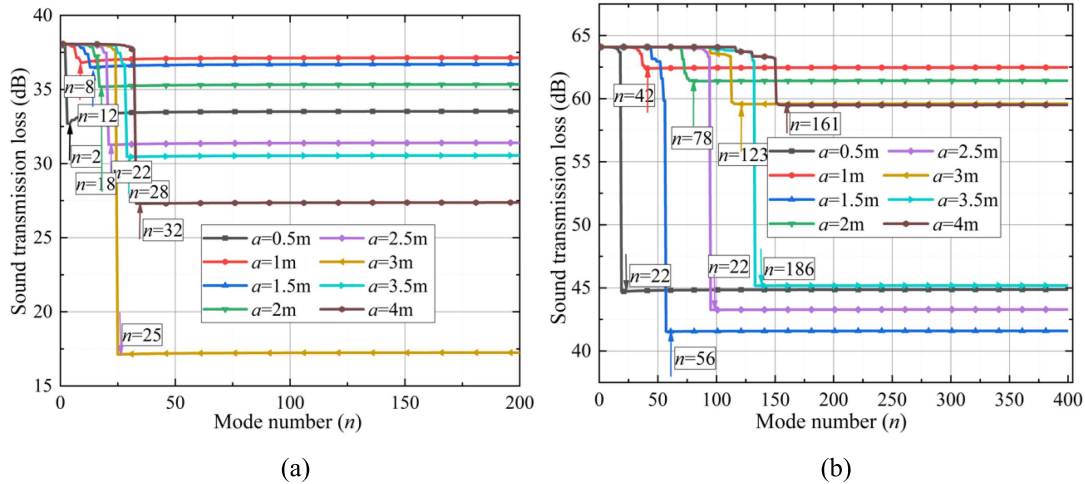 40
35
30
25
20
15
Sound transmission loss (dB)
n=8
n=12
n=2
n=18
n=22
n=28
n=32
n=25
a=0.5m
a=2.5m
a=1m
a=3m
a=1.5m
a=3.5m
a=2m
a=4m
0
50
100
150
200
Mode number (n)
(a)
65
60
55
50
45
40
Sound transmission loss (dB)
n=42
n=78
n=123
n=161
a=0.5m
a=2.5m
a=1m
a=3m
a=1.5m
a=3.5m
a=2m
a=4m
n=22
n=22
n=186
n=56
0
50
100
150
200
250
300
350
400
Mode number (n)
(b)